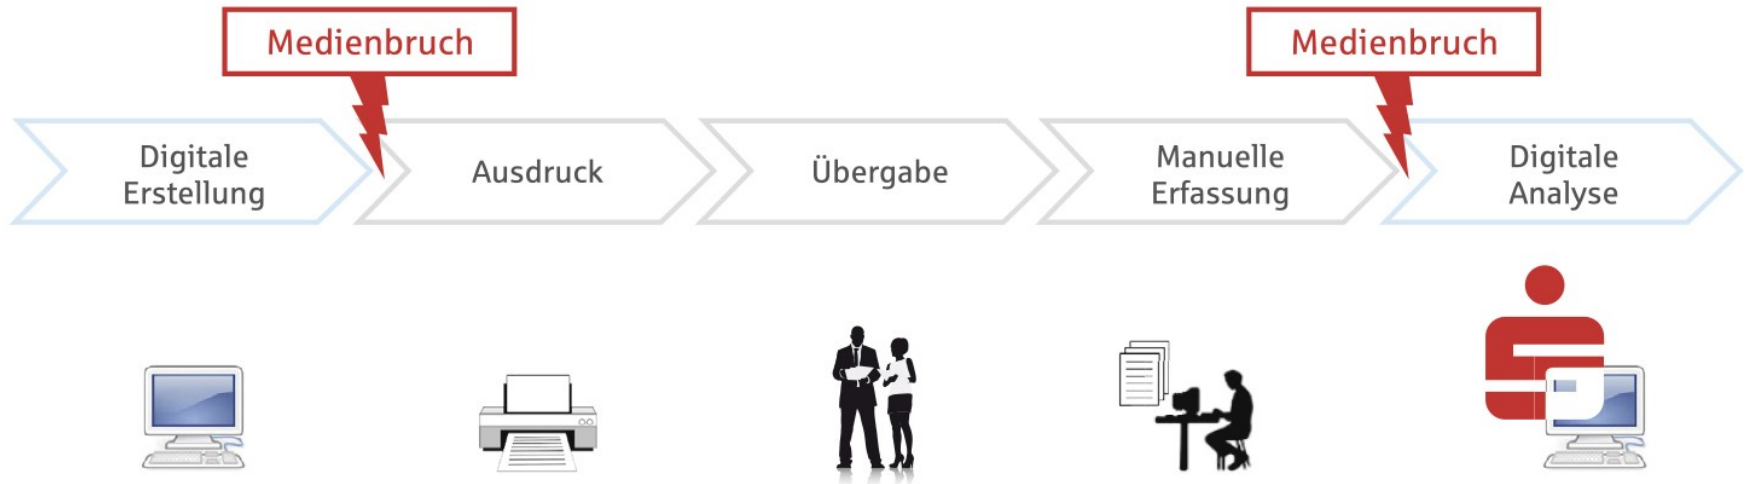 Medienbruch
Medienbruch
Digitale
Erstellung
Ausdruck
Übergabe
Manuelle
Erfassung
Digitale
Analyse